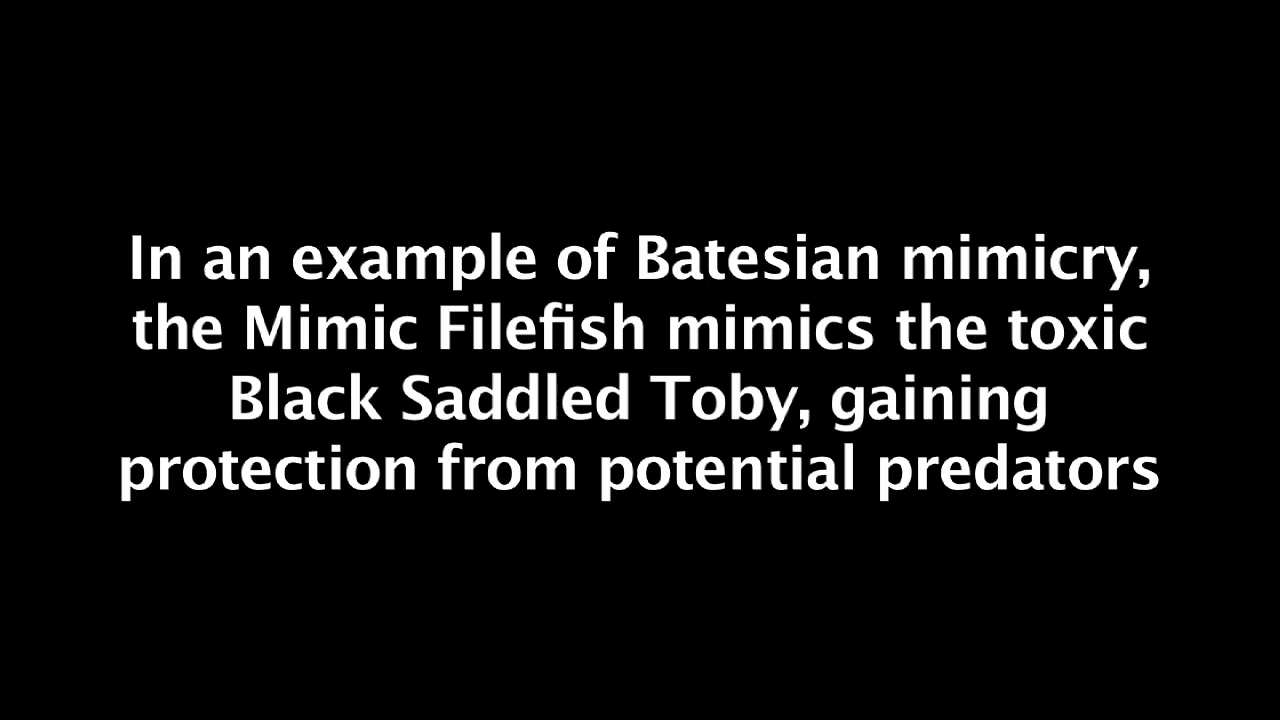 In an example of Batesian mimicry,
the Mimic Filefish mimics the toxic
Black Saddled Toby, gaining
protection from potential predators